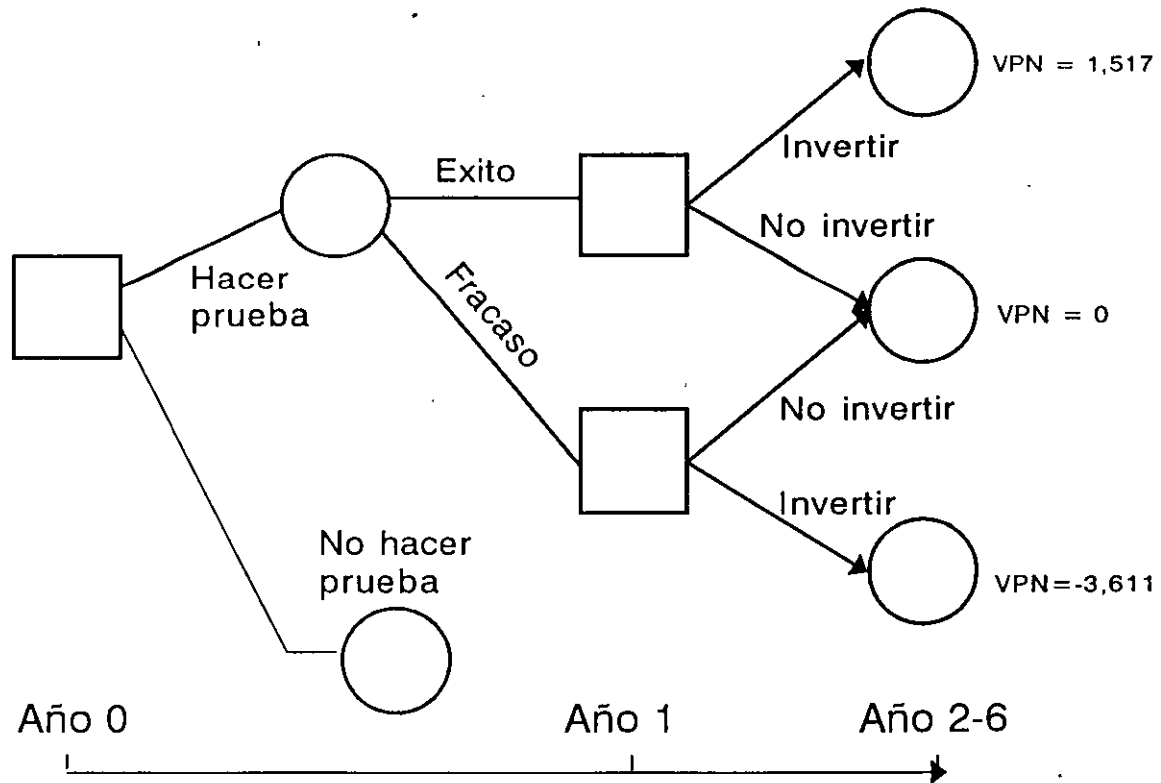 VPN = 1,517
Invertir
Exito
No invertir
Hacer
prueba
Fracaso
VPN = 0
No invertir
Invertir
No hacer
prueba
VPN=-3,611
Año 0
Año 1
Año 2-6